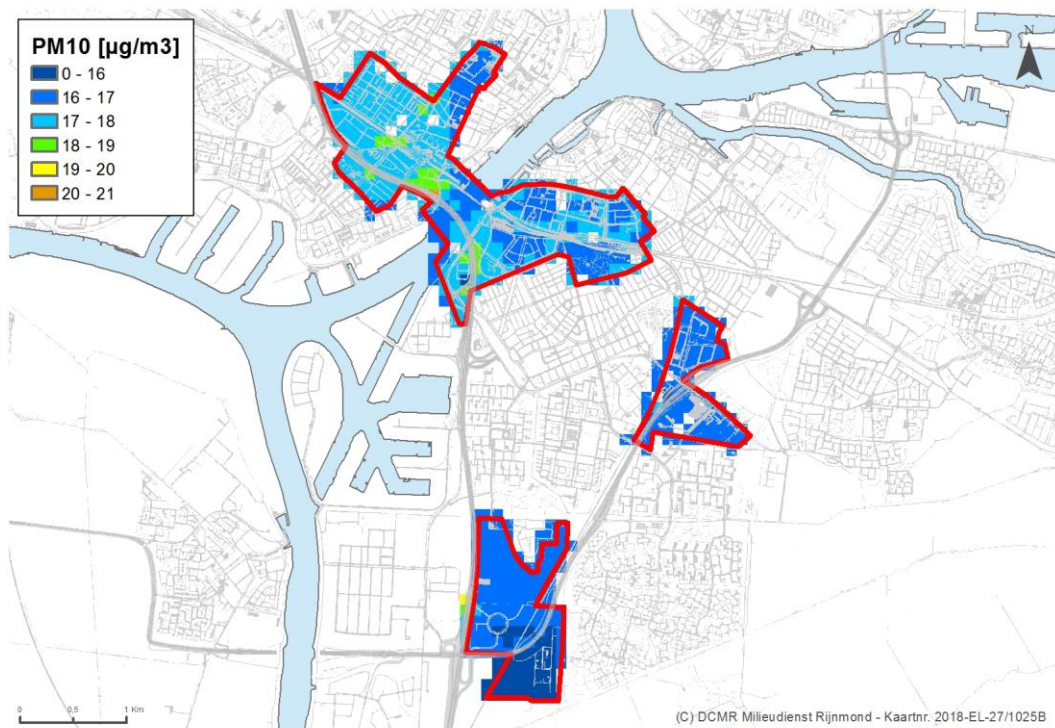 PM10 [µg/m3]
0 - 16
16 - 17
17 - 18
18 - 19
19 - 20
20 - 21
N
0 0.5 1 Km
(C) DCMR Milieudienst Rijnmond - Kaartnr. 2018-EL-27/1025B